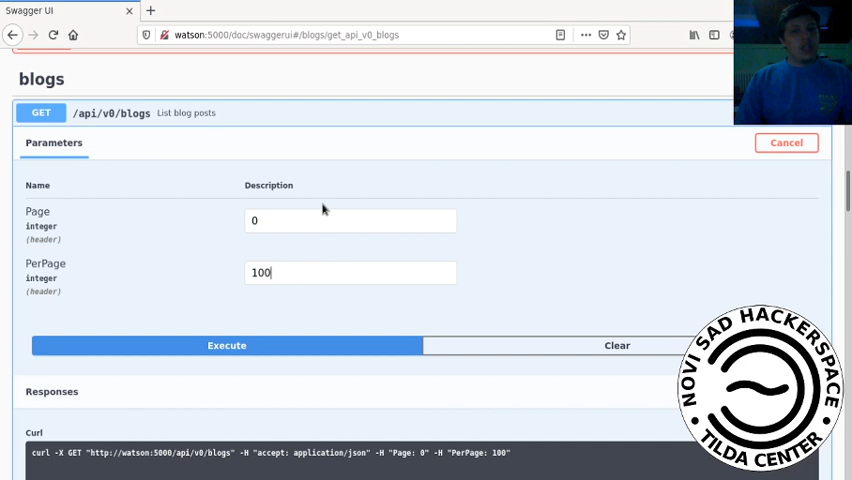 Swagger UI
watson:5000/doc/swaggerui#/blogs/get_api_v0_blogs
blogs
GET /api/v0/blogs List blog posts
Parameters
Cancel
Name Description
Page
integer
(header)
0
PerPage
integer
(header)
100
Execute Clear
Responses
Curl
curl -X GET "http://watson:5000/api/v0/blogs" -H "accept: application/json" -H "Page: 0" -H "PerPage: 100"
NOVI SAD HACKERSPACE
TILDA CENTER